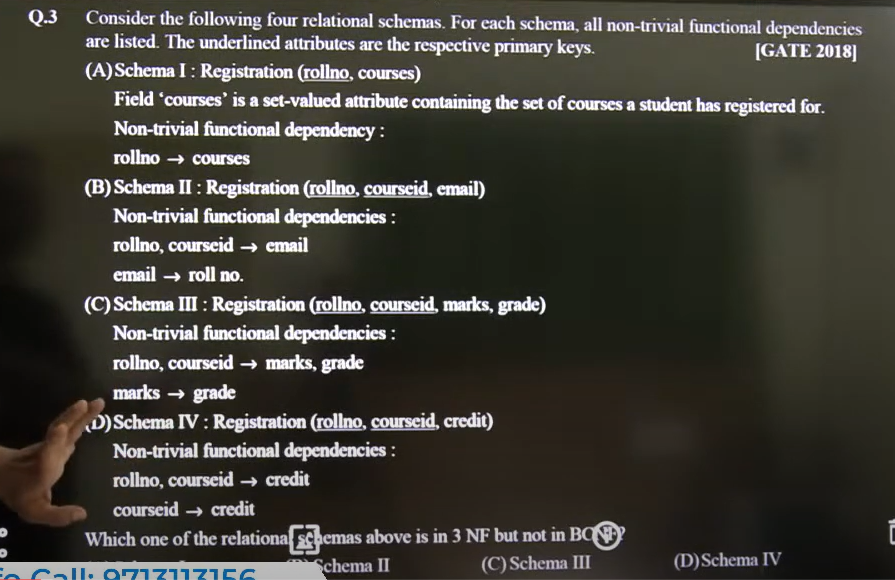 Q.3 Consider the following four relational schemas. For each schema, all non-trivial functional dependencies
are listed. The underlined attributes are the respective primary keys. [GATE 2018]
(A) Schema I : Registration (rollno, courses)
Field ‘courses’ is a set-valued attribute containing the set of courses a student has registered for.
Non-trivial functional dependency :
rollno → courses
(B) Schema II : Registration (rollno, courseid, email)
Non-trivial functional dependencies :
rollno, courseid → email
email → roll no.
(C) Schema III : Registration (rollno, courseid, marks, grade)
Non-trivial functional dependencies :
rollno, courseid → marks, grade
marks → grade
(D) Schema IV : Registration (rollno, courseid, credit)
Non-trivial functional dependencies :
rollno, courseid → credit
courseid → credit
Which one of the relational schemas above is in 3 NF but not in BCNF?
Schema II (C) Schema III (D) Schema IV
Call: 9713113156